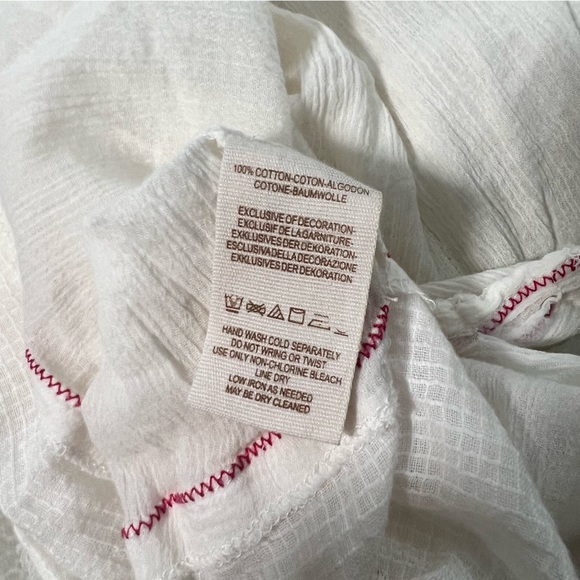 100% COTTON-COTON-ALGODON
COTONE-BAUMWOLLE
EXCLUSIVE OF DECORATION-
EXCLUSIF DE LA GARNITURE-
EXKLUSIVES DER DEKORATION-
ESCLUSIVA DELLA DECORAZIONE
EXKLUSIVES DER DEKORATION
HAND WASH COLD SEPARATELY
DO NOT WRING OR TWIST
USE ONLY NON-CHLORINE BLEACH
LINE DRY
LOW IRON AS NEEDED
MAY BE DRY CLEANED